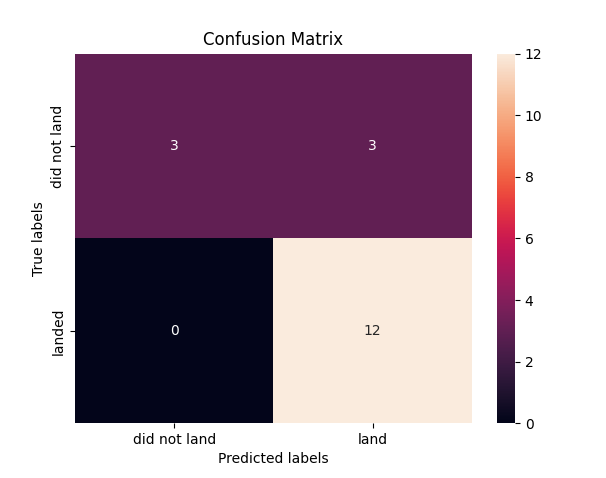 Confusion Matrix
True labels
did not land
landed
3
3
0
12
did not land
land
Predicted labels
12
10
8
6
4
2
0